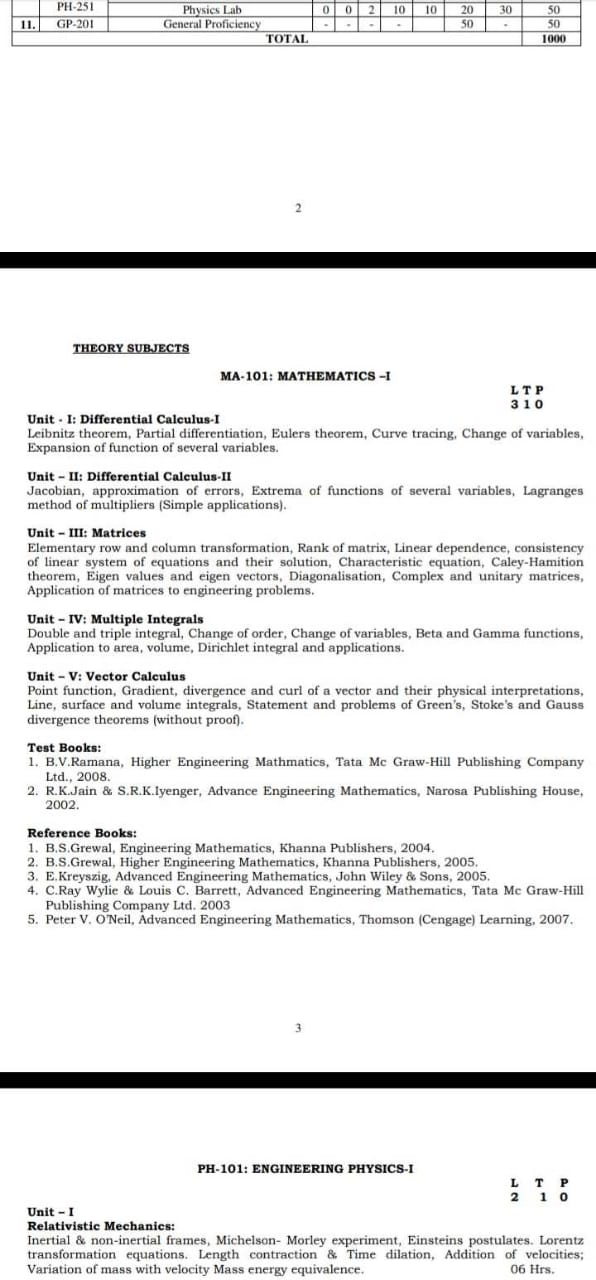 PH-251 Physics Lab 0 0 2 10 10 20 30 50
11. GP-201 General Proficiency - - - - 50 - 50
TOTAL 1000
2
THEORY SUBJECTS
MA-101: MATHEMATICS –I
L T P
3 1 0
Unit - I: Differential Calculus-I
Leibnitz theorem, Partial differentiation, Eulers theorem, Curve tracing, Change of variables,
Expansion of function of several variables.
Unit – II: Differential Calculus-II
Jacobian, approximation of errors, Extrema of functions of several variables, Lagranges
method of multipliers (Simple applications).
Unit – III: Matrices
Elementary row and column transformation, Rank of matrix, Linear dependence, consistency
of linear system of equations and their solution, Characteristic equation, Caley-Hamition
theorem, Eigen values and eigen vectors, Diagonalisation, Complex and unitary matrices,
Application of matrices to engineering problems.
Unit – IV: Multiple Integrals
Double and triple integral, Change of order, Change of variables, Beta and Gamma functions,
Application to area, volume, Dirichlet integral and applications.
Unit – V: Vector Calculus
Point function, Gradient, divergence and curl of a vector and their physical interpretations,
Line, surface and volume integrals, Statement and problems of Green's, Stoke's and Gauss
divergence theorems (without proof).
Test Books:
1. B.V.Ramana, Higher Engineering Mathmatics, Tata Mc Graw-Hill Publishing Company
Ltd., 2008.
2. R.K.Jain & S.R.K.Iyenger, Advance Engineering Mathematics, Narosa Publishing House,
2002.
Reference Books:
1. B.S.Grewal, Engineering Mathematics, Khanna Publishers, 2004.
2. B.S.Grewal, Higher Engineering Mathematics, Khanna Publishers, 2005.
3. E.Kreyszig, Advanced Engineering Mathematics, John Wiley & Sons, 2005.
4. C.Ray Wylie & Louis C. Barrett, Advanced Engineering Mathematics, Tata Mc Graw-Hill
Publishing Company Ltd. 2003
5. Peter V. O'Neil, Advanced Engineering Mathematics, Thomson (Cengage) Learning, 2007.
3
PH-101: ENGINEERING PHYSICS-I
L T P
2 1 0
Unit – I
Relativistic Mechanics:
Inertial & non-inertial frames, Michelson- Morley experiment, Einsteins postulates. Lorentz
transformation equations. Length contraction & Time dilation, Addition of velocities;
Variation of mass with velocity Mass energy equivalence. 06 Hrs.